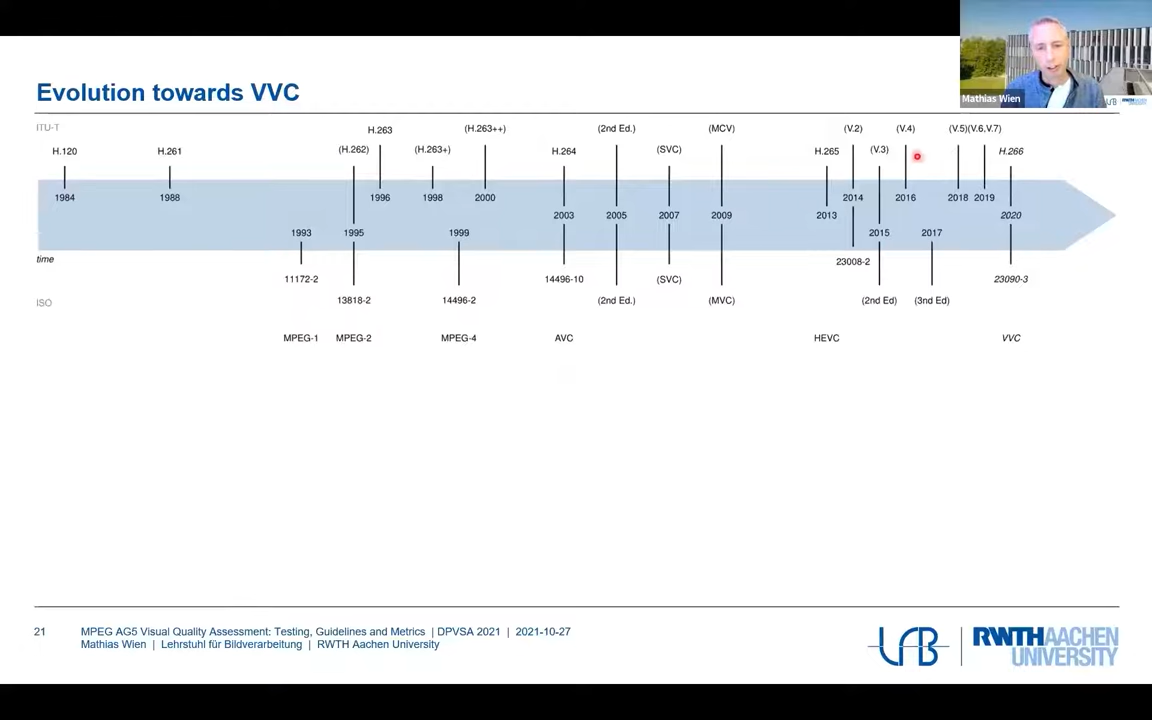 Mathias Wien
Evolution towards VVC
ITU-T
H.263 (H.263++) (2nd Ed.) (MCV) (V.2) (V.4) (V.5)(V.6,V.7)
H.120 H.261 (H.262) (H.263+) H.264 (SVC) H.265 (V.3) H.266
1984 1988 1996 1998 2000 2014 2016 2018 2019
2003 2005 2007 2009 2013 2020
1993 1995 1999 2015 2017
time
23008-2
11172-2 14496-10 (SVC) 23090-3
ISO
13818-2 14496-2 (2nd Ed.) (MVC) (2nd Ed) (3nd Ed)
MPEG-1 MPEG-2 MPEG-4 AVC HEVC VVC
21
MPEG AG5 Visual Quality Assessment: Testing, Guidelines and Metrics | DPVSA 2021 | 2021-10-27
Mathias Wien | Lehrstuhl für Bildverarbeitung | RWTH Aachen University
LfB
RWTHAACHEN
UNIVERSITY